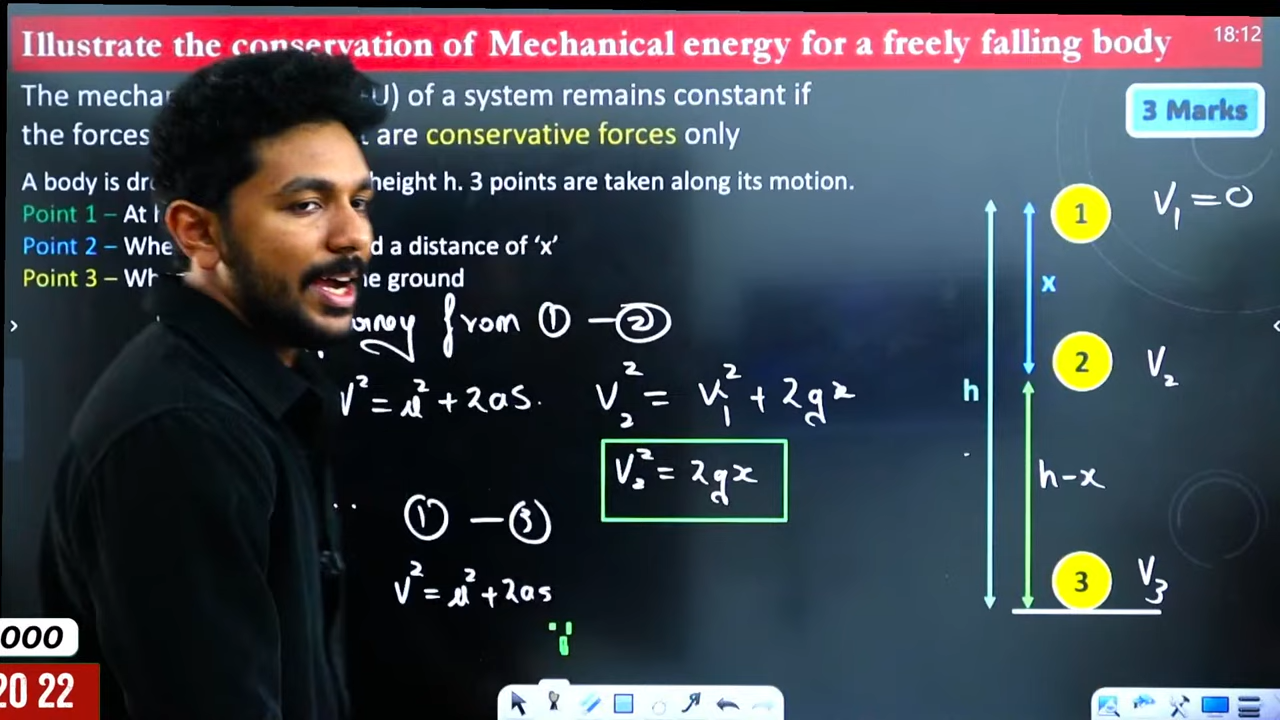 Illustrate the conservation of Mechanical energy for a freely falling body
18:12
The mecha U) of a system remains constant if
the forces are conservative forces only
3 Marks
A body is dr height h. 3 points are taken along its motion.
Point 1 – At
Point 2 – Whe d a distance of ‘x’
Point 3 – Wh e ground
from ① – ②
V² = u² + 2as. V₂² = V₁² + 2gx
V₂² = 2gx
① – ③
V² = u² + 2as
1 V₁ = 0
x
2 V₂
h
h-x
3 V₃
000
20 22